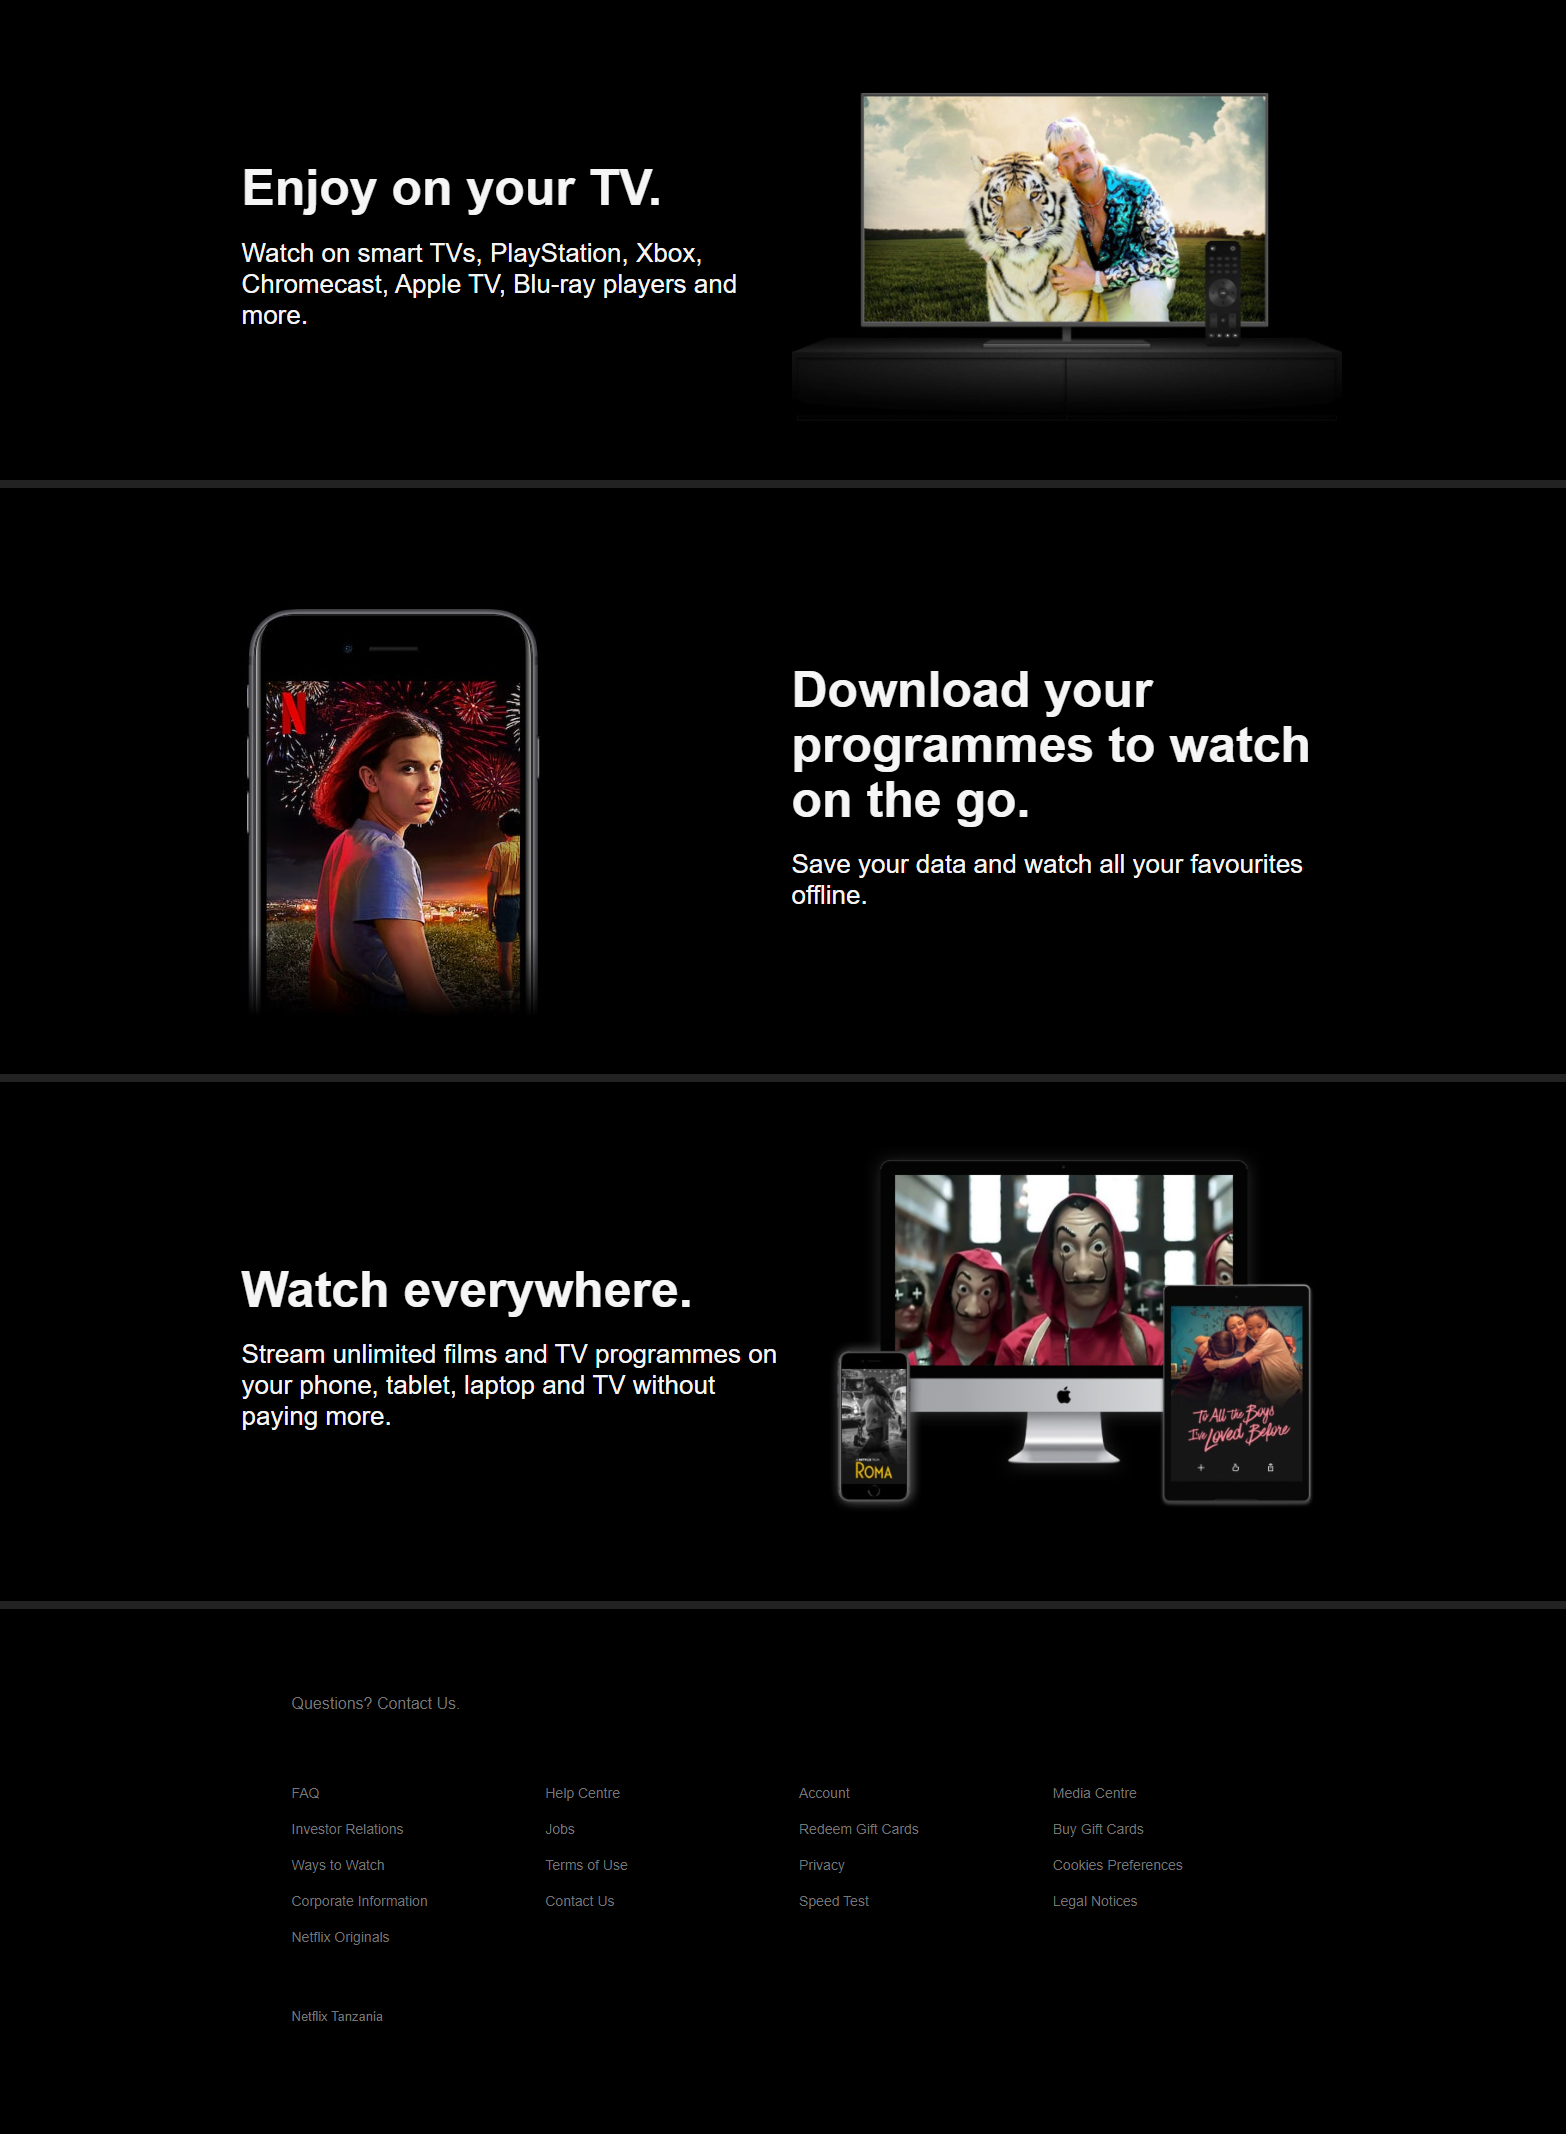 Enjoy on your TV.
Watch on smart TVs, PlayStation, Xbox,
Chromecast, Apple TV, Blu-ray players and
more.
N
Download your
programmes to watch
on the go.
Save your data and watch all your favourites
offline.
Watch everywhere.
Stream unlimited films and TV programmes on
your phone, tablet, laptop and TV without
paying more.
ROMA
To All the Boys
I've Loved Before
Questions? Contact Us.
FAQ
Help Centre
Account
Media Centre
Investor Relations
Jobs
Redeem Gift Cards
Buy Gift Cards
Ways to Watch
Terms of Use
Privacy
Cookies Preferences
Corporate Information
Contact Us
Speed Test
Legal Notices
Netflix Originals
Netflix Tanzania